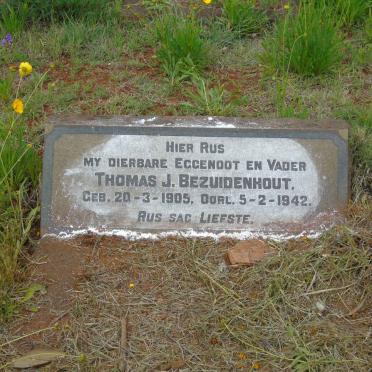 Hier Rus
my dierbare Eggenoot en Vader
Thomas J. Bezuidenhout.
Geb. 20-3-1905. Oorl. 5-2-1942.
Rus sag Liefste.